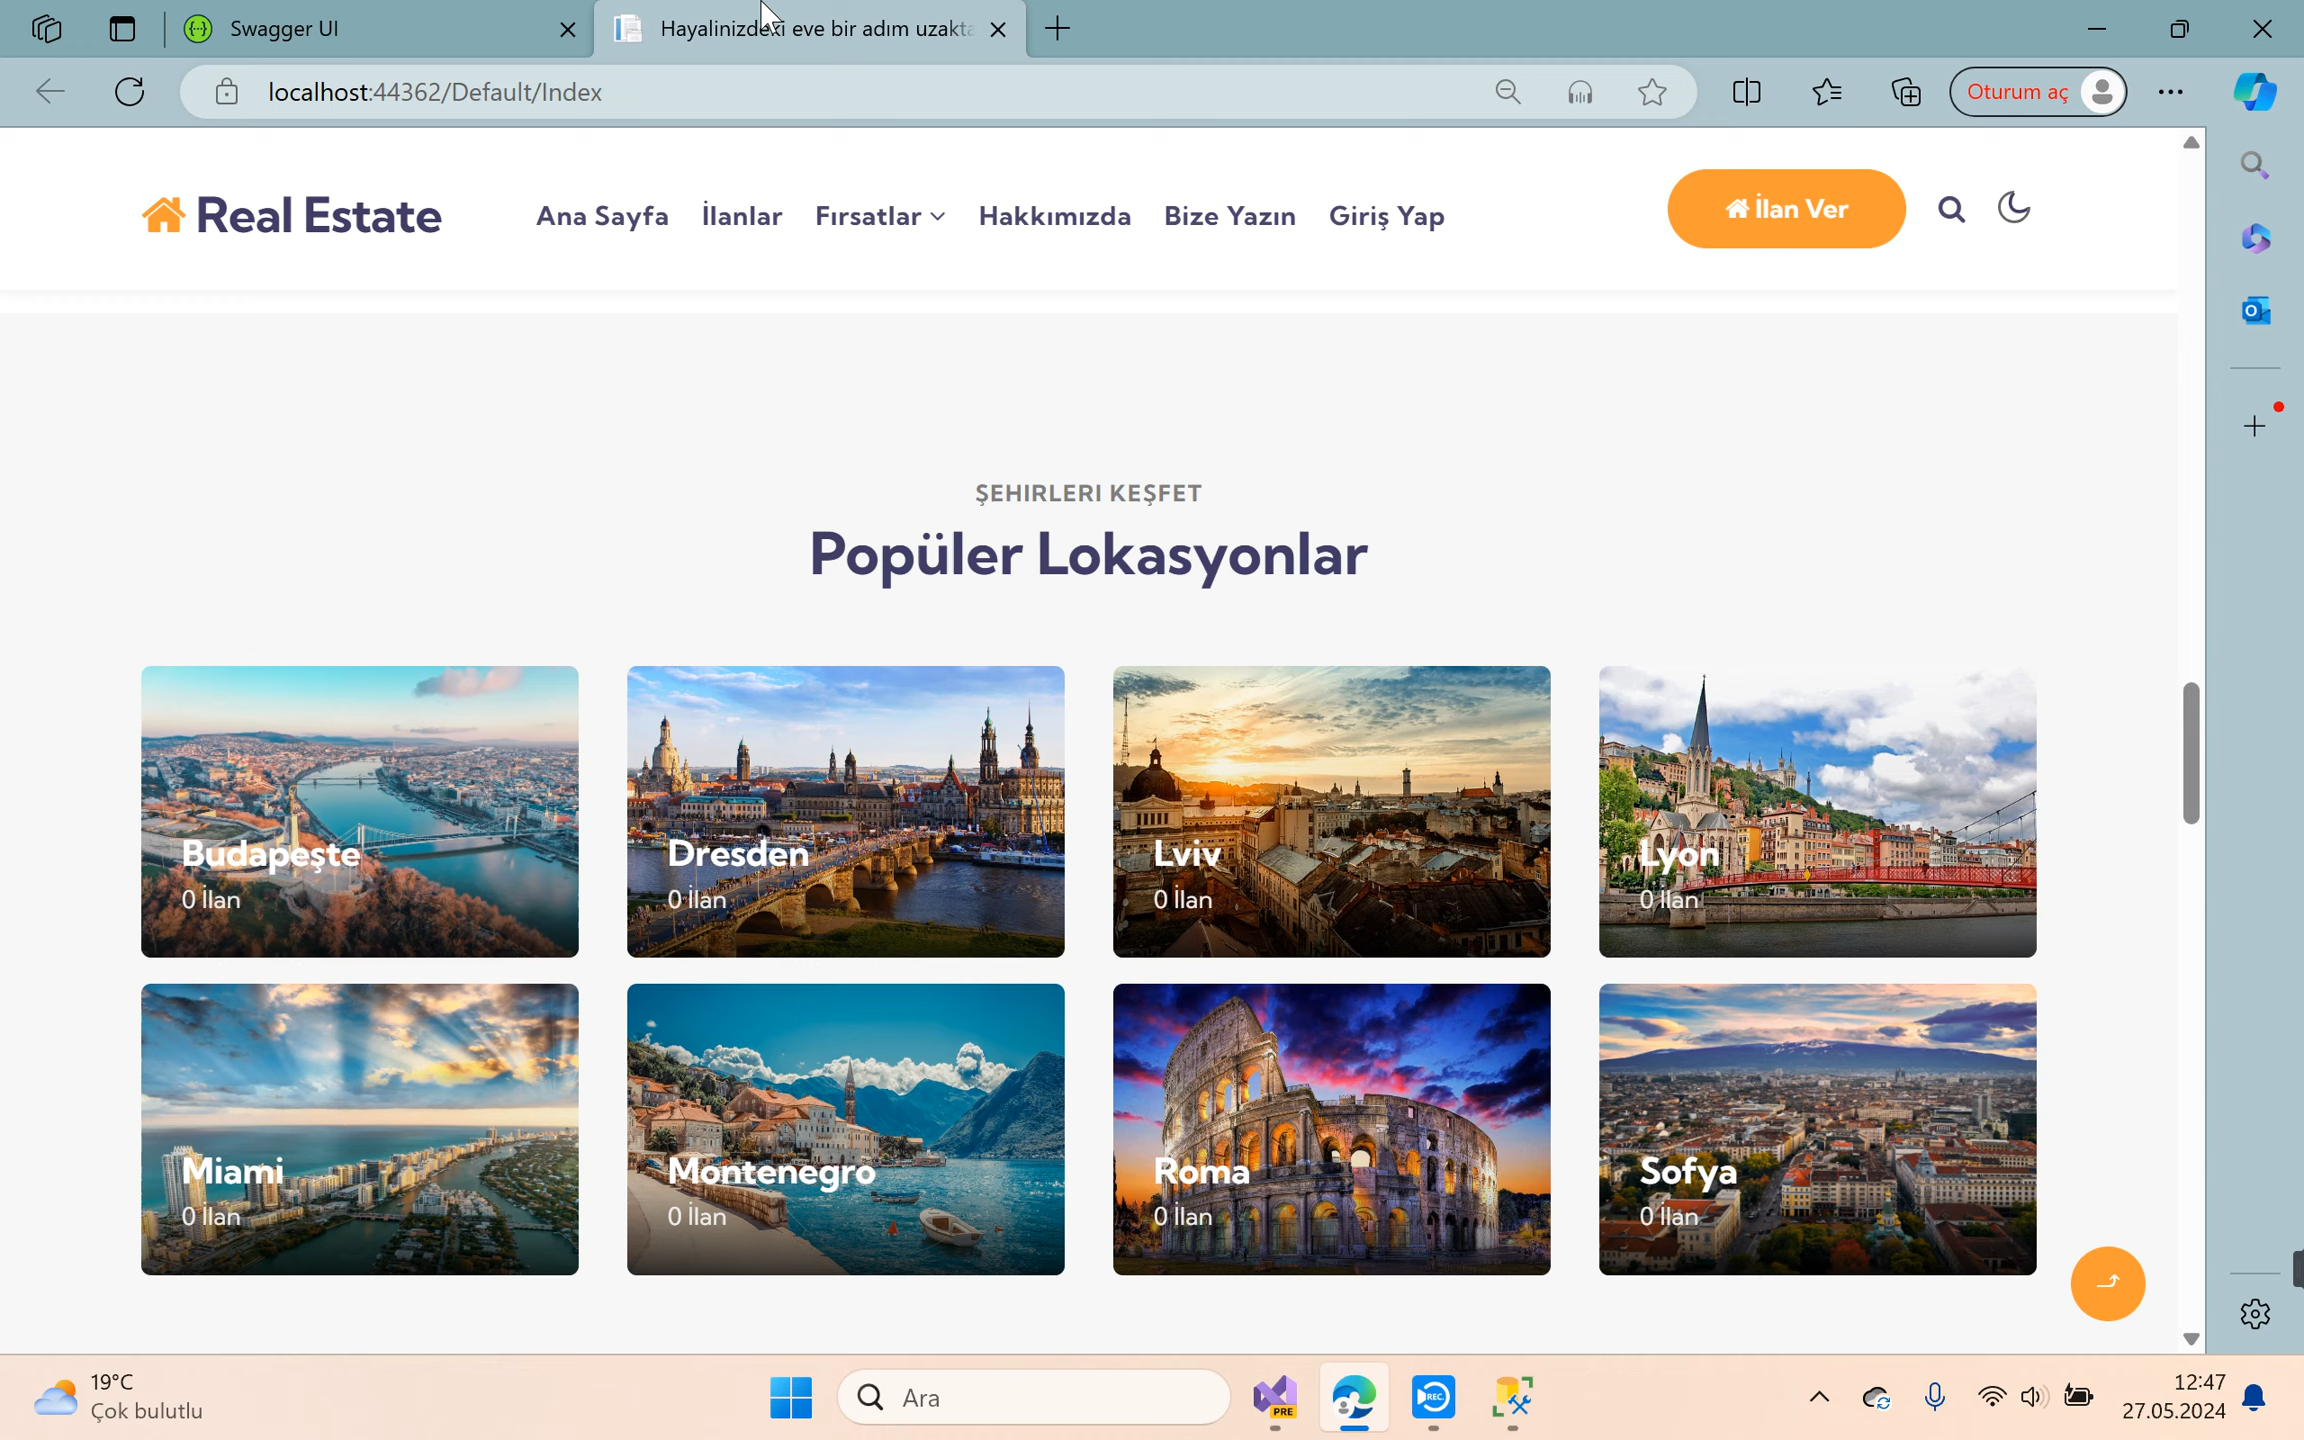 Swagger UI
Hayalinizdeki eve bir adım uzakta
localhost:44362/Default/Index
Oturum aç
Real Estate
Ana Sayfa
İlanlar
Fırsatlar
Hakkımızda
Bize Yazın
Giriş Yap
İlan Ver
ŞEHIRLERI KEŞFET
Popüler Lokasyonlar
Budapeşte
0 İlan
Dresden
0 İlan
Lviv
0 İlan
Lyon
0 İlan
Miami
0 İlan
Montenegro
0 İlan
Roma
0 İlan
Sofya
0 İlan
19°C
Çok bulutlu
Ara
PRE
REC
12:47
27.05.2024